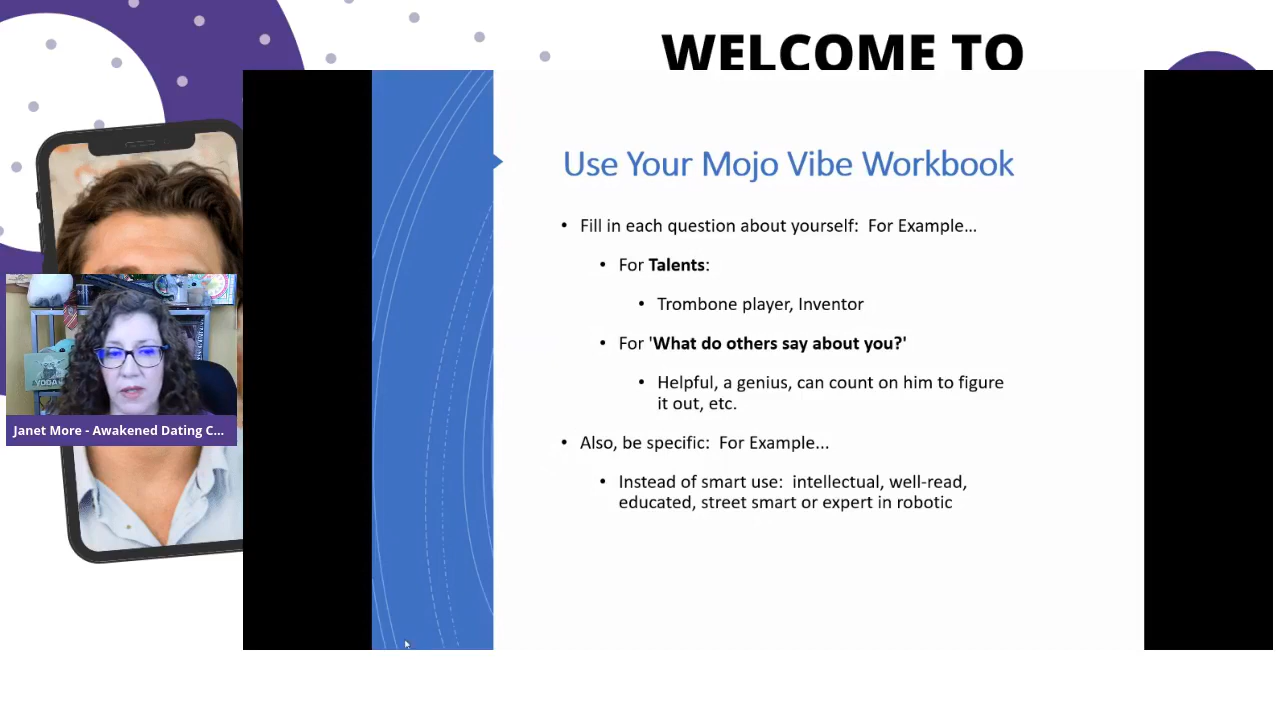 WELCOME TO
Use Your Mojo Vibe Workbook
• Fill in each question about yourself: For Example...
• For Talents:
• Trombone player, Inventor
• For 'What do others say about you?'
• Helpful, a genius, can count on him to figure
it out, etc.
• Also, be specific: For Example...
• Instead of smart use: intellectual, well-read,
educated, street smart or expert in robotic
YODA
Janet More - Awakened Dating C...